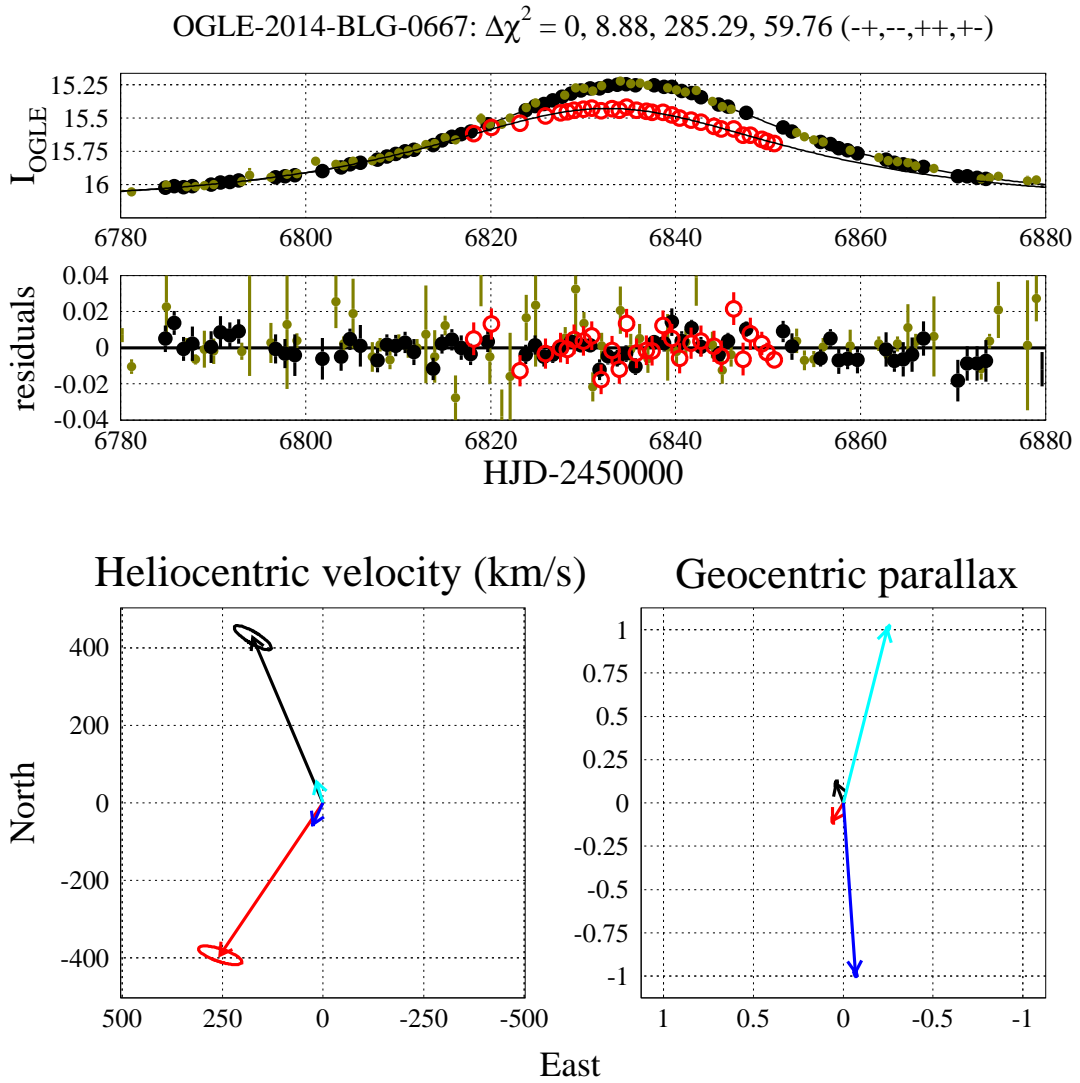 OGLE-2014-BLG-0667: Δχ² = 0, 8.88, 285.29, 59.76 (-+,--,++,+-)
I_OGLE
15.25
15.5
15.75
16
6780 6800 6820 6840 6860 6880
residuals
0.04
0.02
0
-0.02
-0.04
6780 6800 6820 6840 6860 6880
HJD-2450000
Heliocentric velocity (km/s)
North
400
200
0
-200
-400
500 250 0 -250 -500
Geocentric parallax
1
0.75
0.5
0.25
0
-0.25
-0.5
-0.75
-1
1 0.5 0 -0.5 -1
East